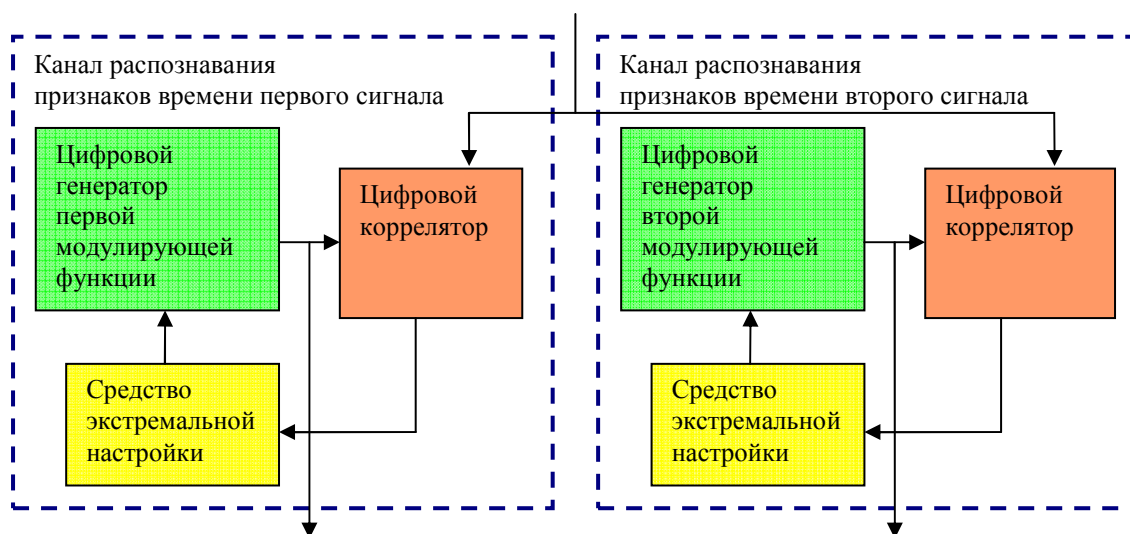 Канал распознавания
признаков времени первого сигнала
Цифровой
генератор
первой
модулирующей
функции
Цифровой
коррелятор
Средство
экстремальной
настройки
Канал распознавания
признаков времени второго сигнала
Цифровой
генератор
второй
модулирующей
функции
Цифровой
коррелятор
Средство
экстремальной
настройки